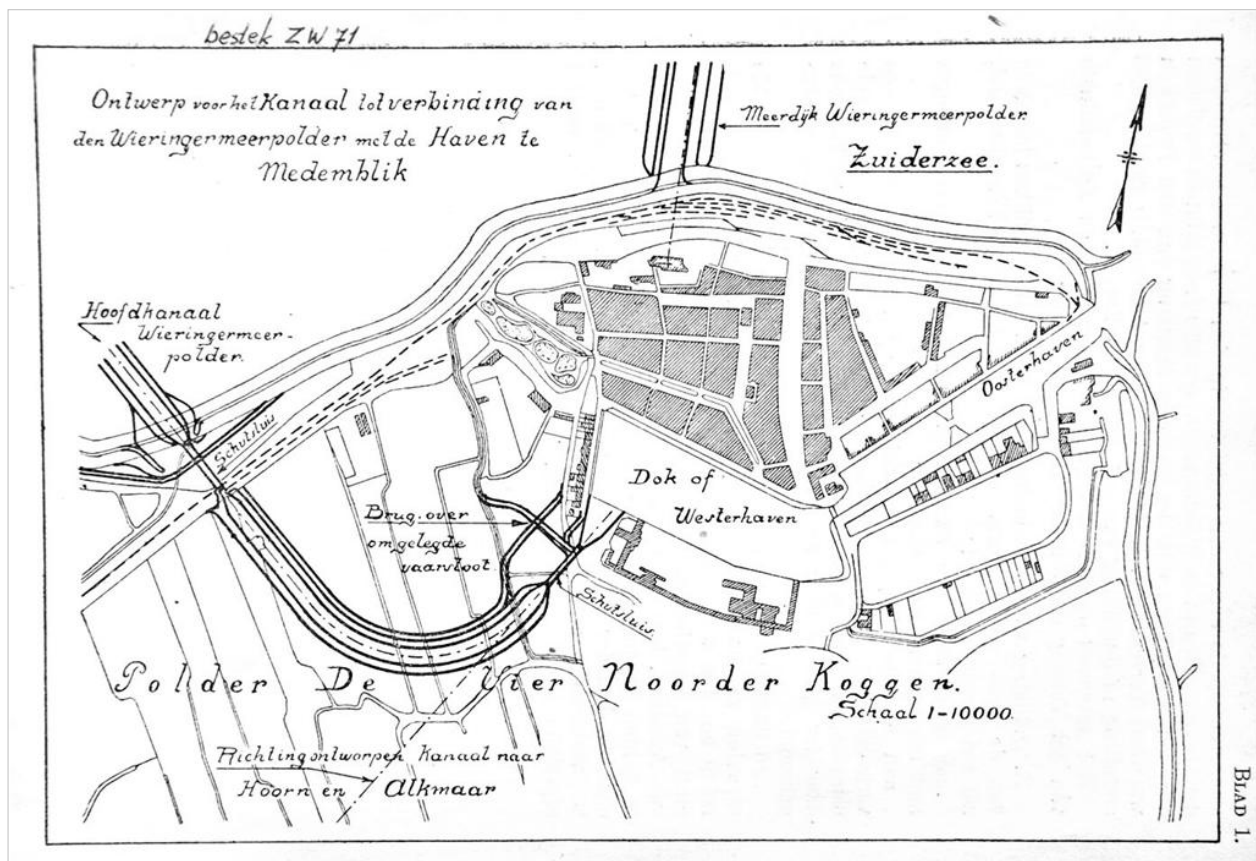 bestek ZW 71
Ontwerp voor het Kanaal tot verbinding van
den Wieringermeerpolder met de Haven te
Medemblik
Meerdijk Wieringermeerpolder.
Zuiderzee.
Hoofdkanaal
Wieringermeer-
polder.
Schutsluis
Oosterhaven
Dok of
Westerhaven
Brug over
omgelegde
vaarsloot.
Schutsluis.
Polder De Vier Noorder Koggen.
Schaal 1-10000.
Richting ontworpen Kanaal naar
Hoorn en Alkmaar
BLAD 1.